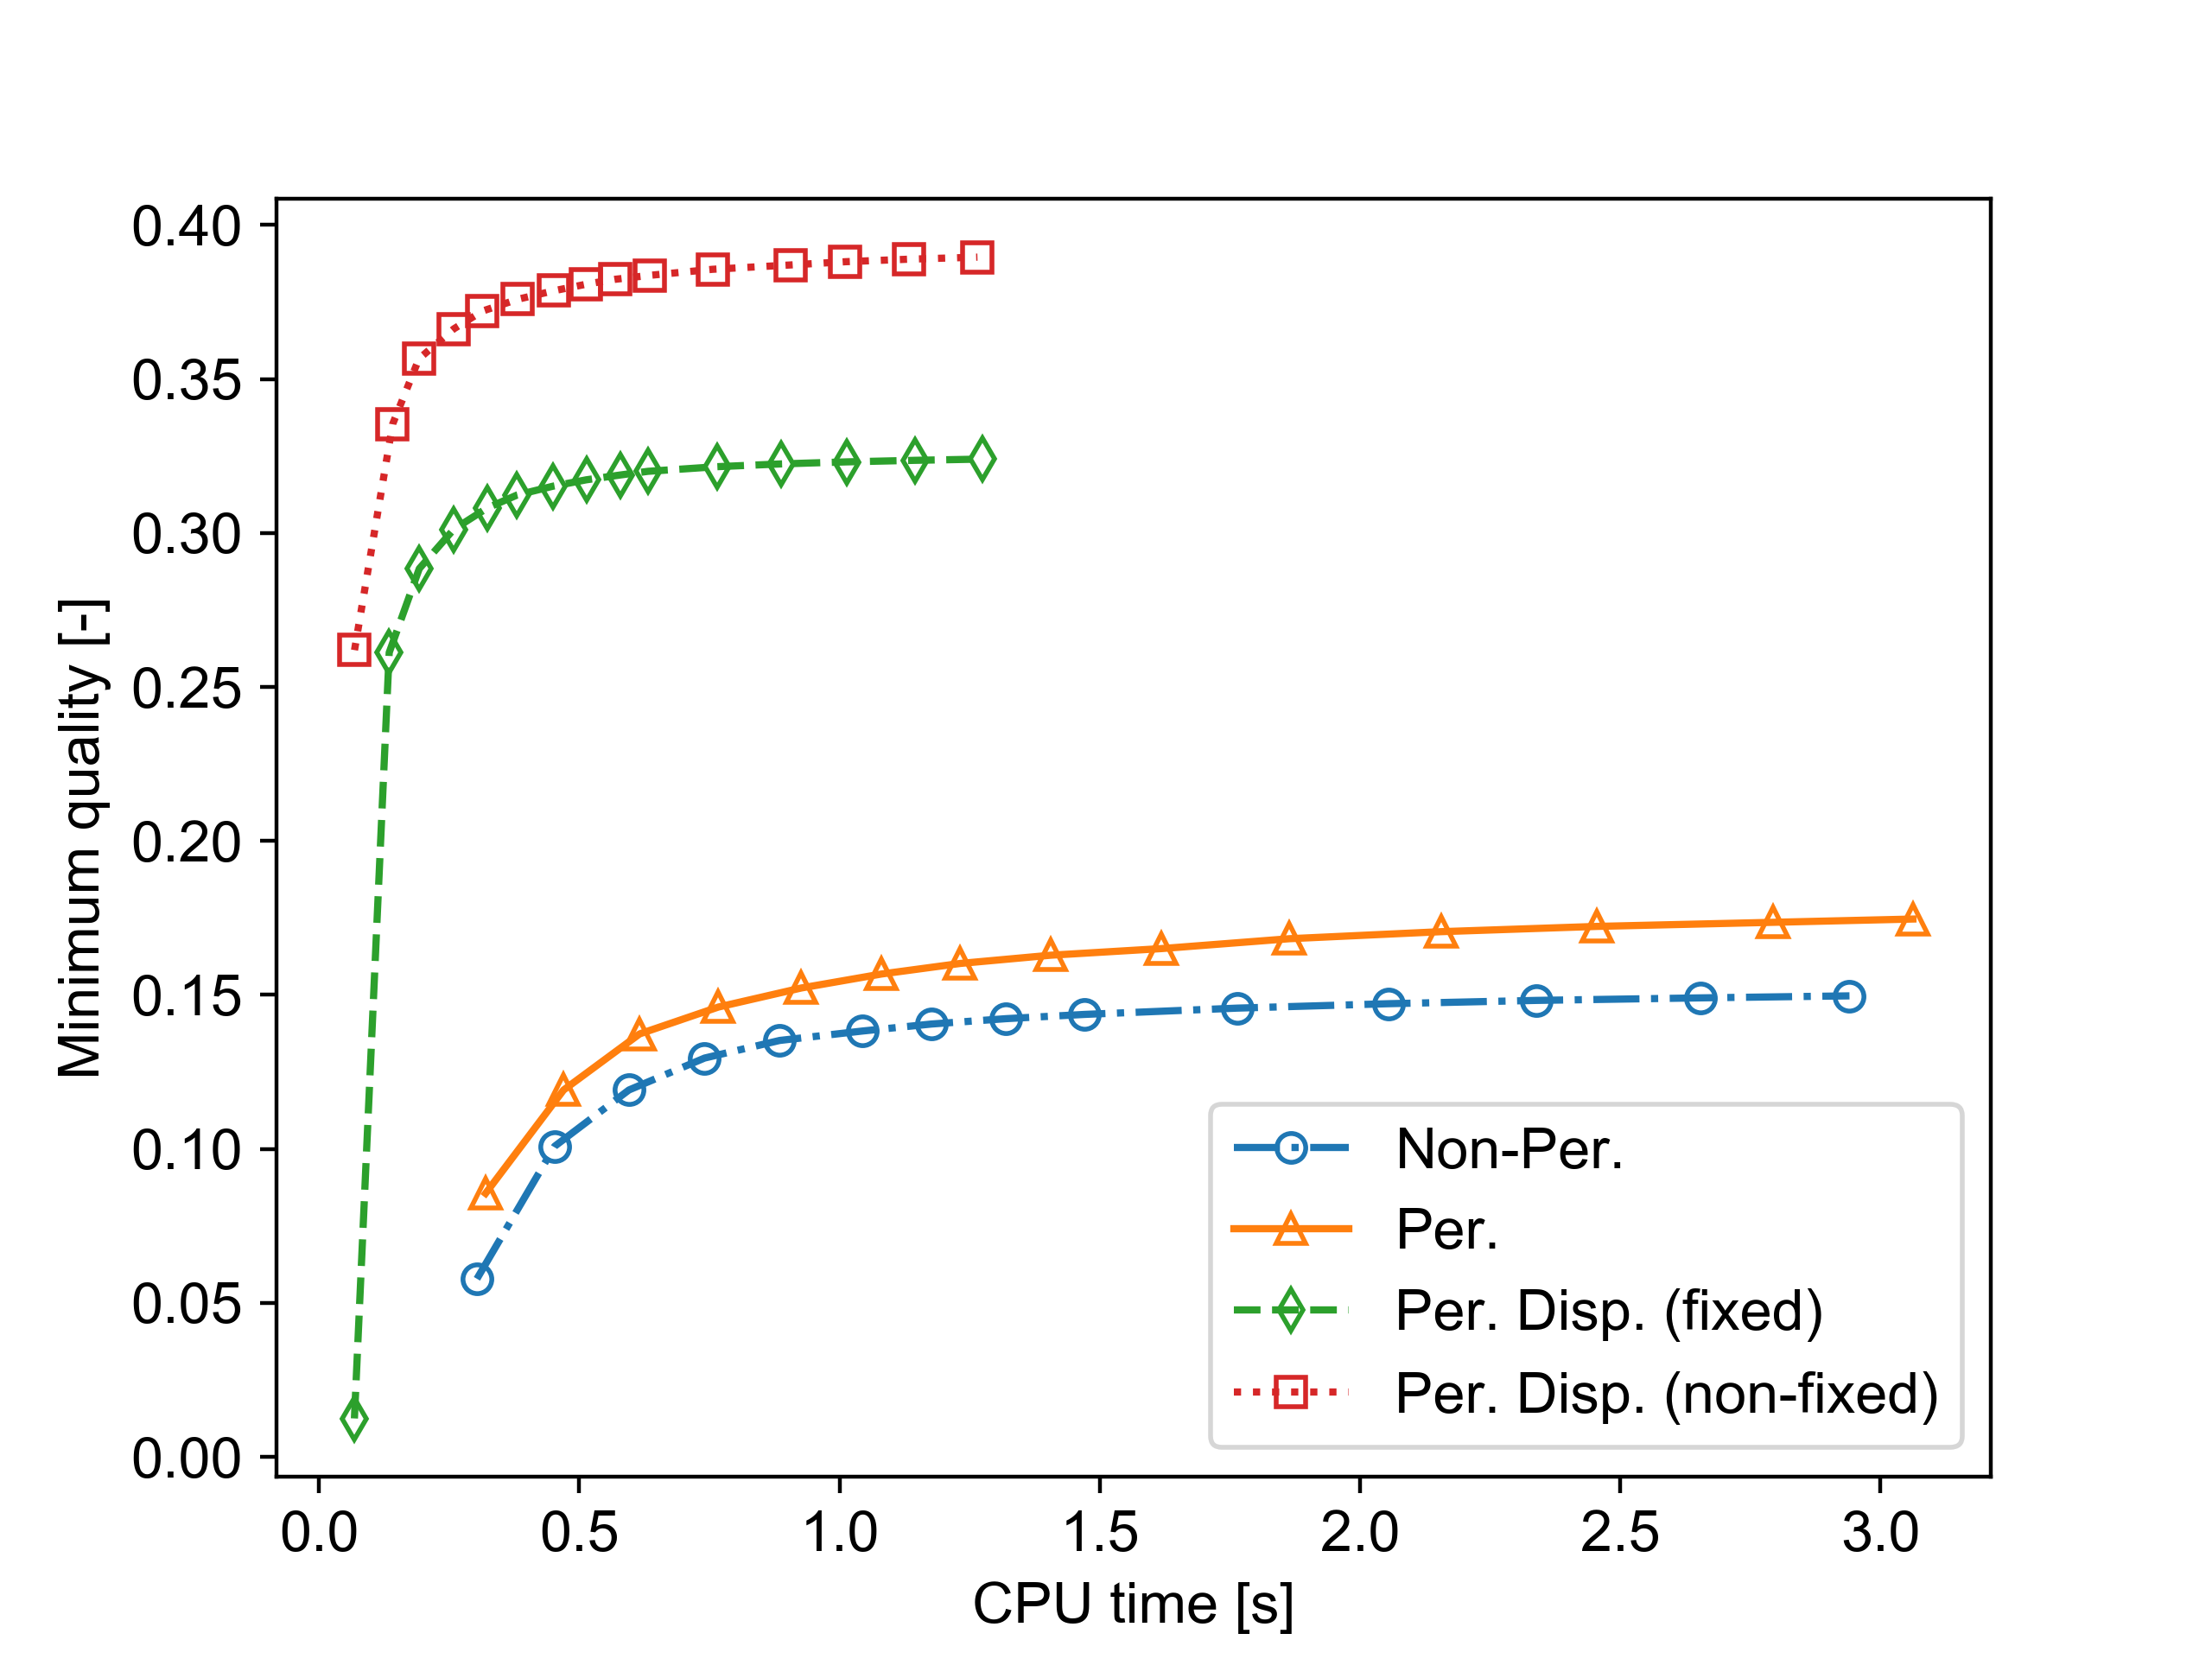 0.40
0.35
0.30
0.25
0.20
0.15
0.10
0.05
0.00
Minimum quality [-]
Non-Per.
Per.
Per. Disp. (fixed)
Per. Disp. (non-fixed)
0.0 0.5 1.0 1.5 2.0 2.5 3.0
CPU time [s]